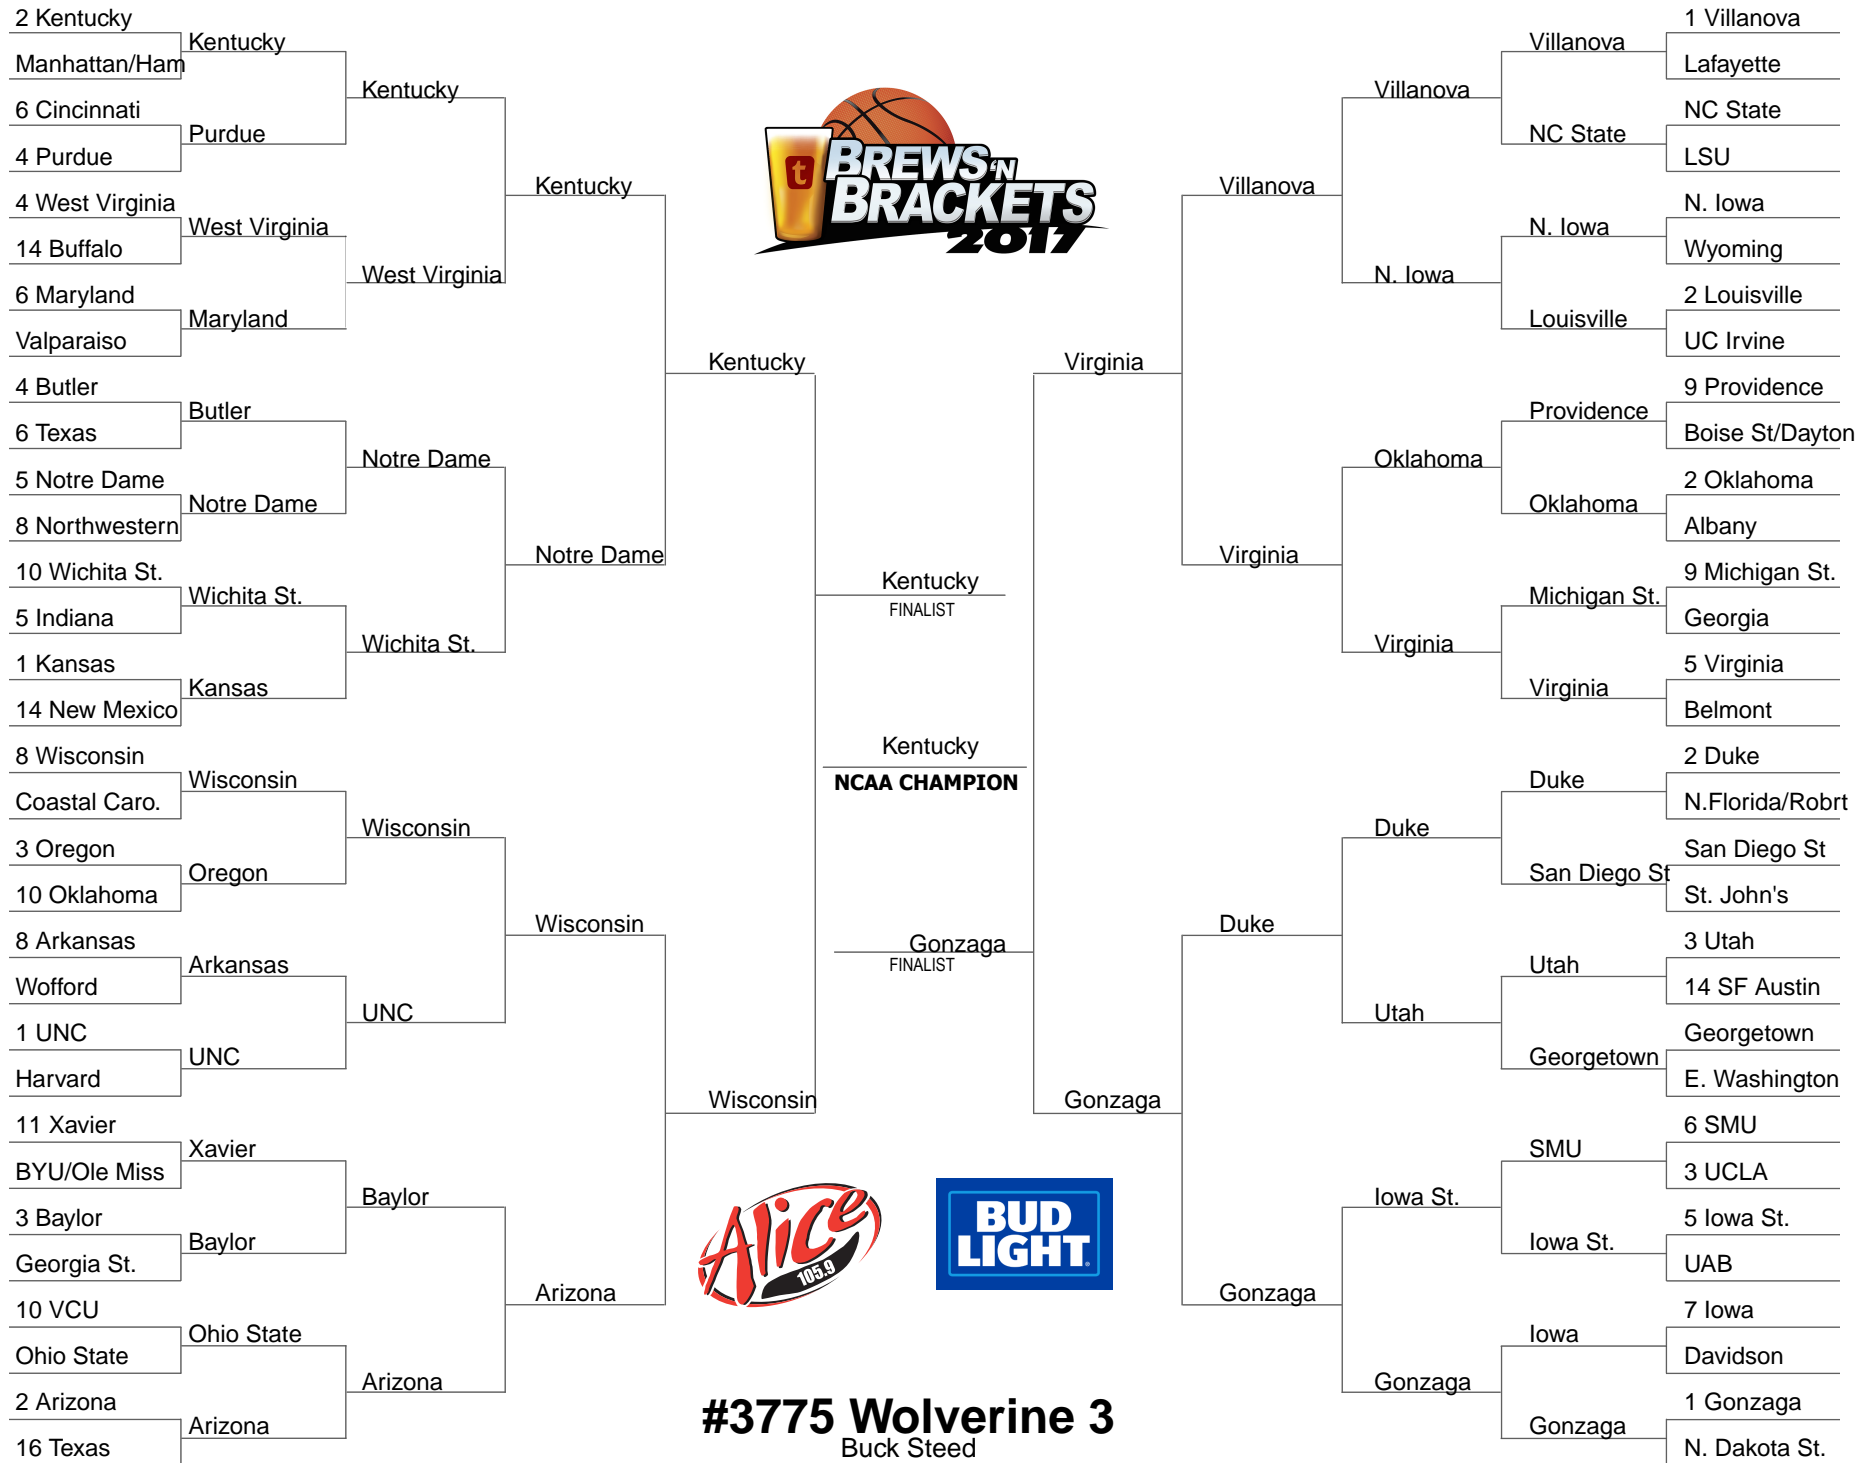 2 Kentucky
Manhattan/Ham
6 Cincinnati
4 Purdue
4 West Virginia
14 Buffalo
6 Maryland
Valparaiso
4 Butler
6 Texas
5 Notre Dame
8 Northwestern
10 Wichita St.
5 Indiana
1 Kansas
14 New Mexico
8 Wisconsin
Coastal Caro.
3 Oregon
10 Oklahoma
8 Arkansas
Wofford
1 UNC
Harvard
11 Xavier
BYU/Ole Miss
3 Baylor
Georgia St.
10 VCU
Ohio State
2 Arizona
16 Texas
Kentucky
Purdue
West Virginia
Maryland
Butler
Notre Dame
Wichita St.
Kansas
Wisconsin
Oregon
Arkansas
UNC
Xavier
Baylor
Ohio State
Arizona
Kentucky
West Virginia
Notre Dame
Wichita St.
Wisconsin
UNC
Baylor
Arizona
Kentucky
Notre Dame
Wisconsin
Arizona
Kentucky
Wisconsin
t
BREWS 'N
BRACKETS
2017
Kentucky
FINALIST
Kentucky
NCAA CHAMPION
Gonzaga
FINALIST
Alice
105.9
BUD
LIGHT
#3775 Wolverine 3
Buck Steed
Virginia
Gonzaga
Villanova
Virginia
Duke
Gonzaga
Villanova
N. Iowa
Oklahoma
Virginia
Duke
Utah
Iowa St.
Gonzaga
Villanova
NC State
N. Iowa
Louisville
Providence
Oklahoma
Michigan St.
Virginia
Duke
San Diego St
Utah
Georgetown
SMU
Iowa St.
Iowa
Gonzaga
1 Villanova
Lafayette
NC State
LSU
N. Iowa
Wyoming
2 Louisville
UC Irvine
9 Providence
Boise St/Dayton
2 Oklahoma
Albany
9 Michigan St.
Georgia
5 Virginia
Belmont
2 Duke
N.Florida/Robrt
San Diego St
St. John's
3 Utah
14 SF Austin
Georgetown
E. Washington
6 SMU
3 UCLA
5 Iowa St.
UAB
7 Iowa
Davidson
1 Gonzaga
N. Dakota St.